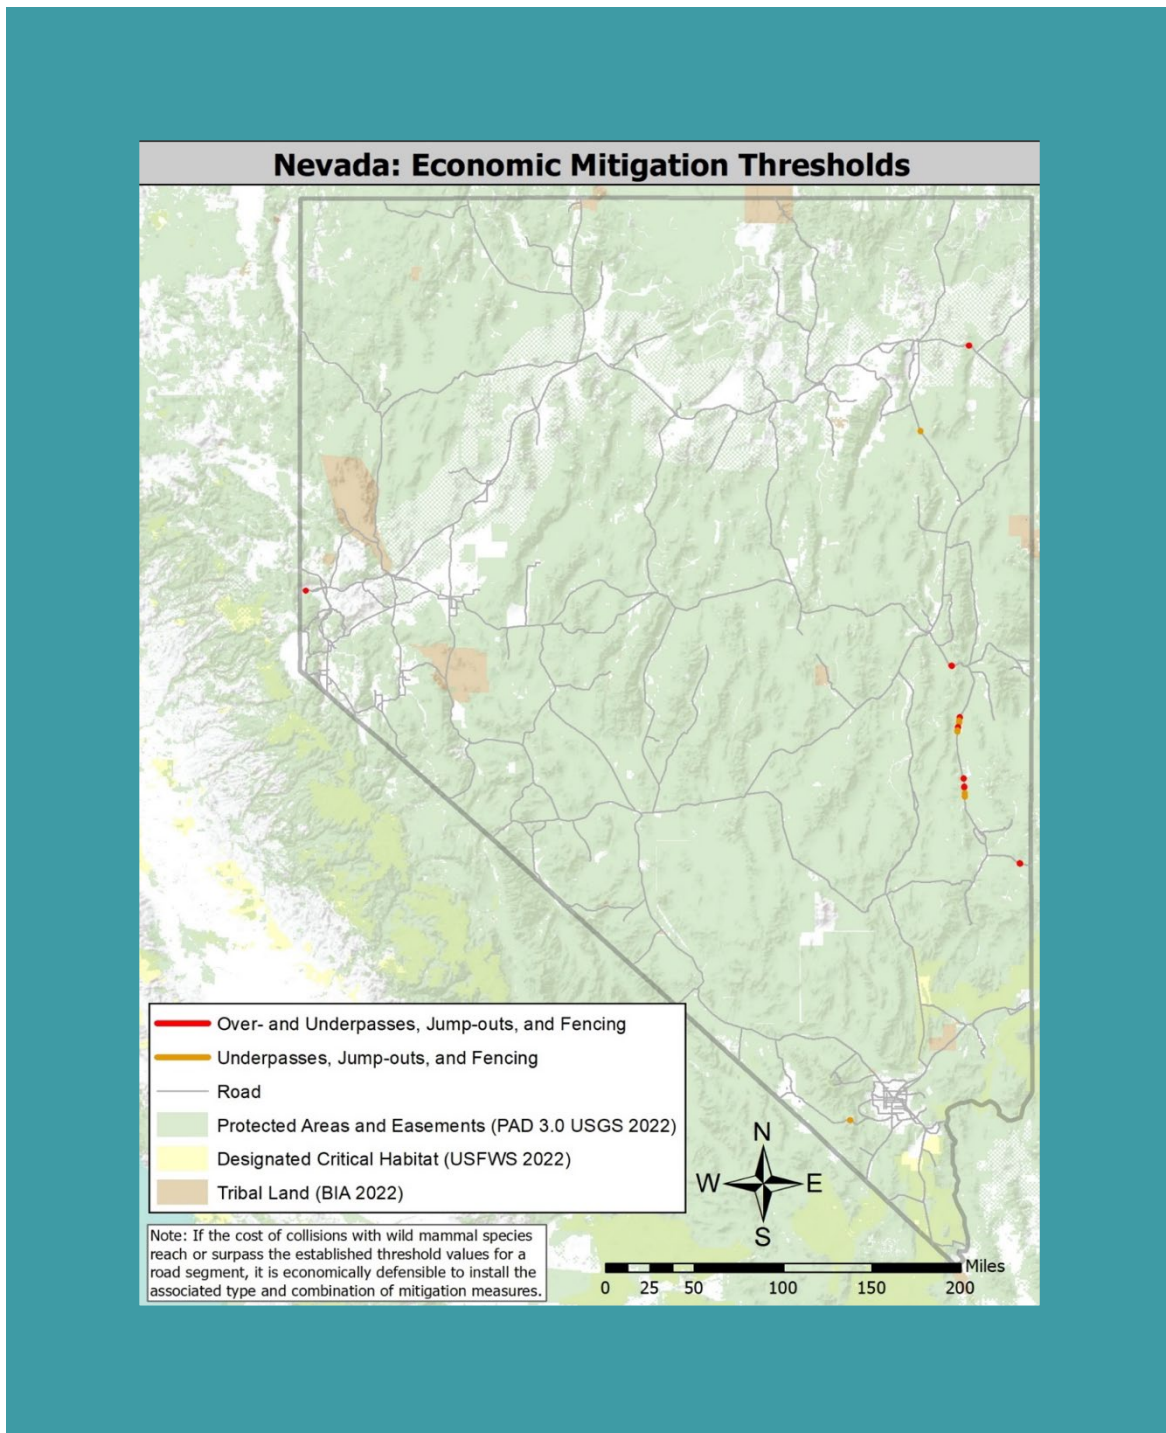 Nevada: Economic Mitigation Thresholds
Over- and Underpasses, Jump-outs, and Fencing
Underpasses, Jump-outs, and Fencing
Road
Protected Areas and Easements (PAD 3.0 USGS 2022)
Designated Critical Habitat (USFWS 2022)
Tribal Land (BIA 2022)
N
W E
S
Note: If the cost of collisions with wild mammal species
reach or surpass the established threshold values for a
road segment, it is economically defensible to install the
associated type and combination of mitigation measures.
Miles
0 25 50 100 150 200